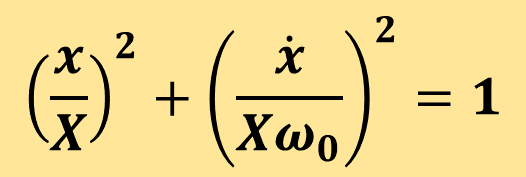 (x/X)² + (ẋ/Xω₀)² = 1